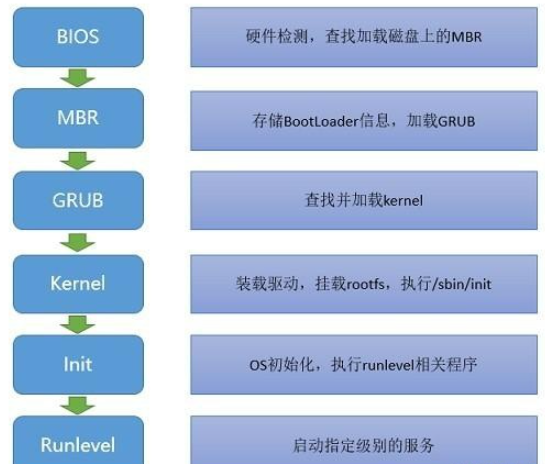 BIOS
硬件检测，查找加载磁盘上的MBR
MBR
存储BootLoader信息，加载GRUB
GRUB
查找并加载kernel
Kernel
装载驱动，挂载rootfs，执行/sbin/init
Init
OS初始化，执行runlevel相关程序
Runlevel
启动指定级别的服务